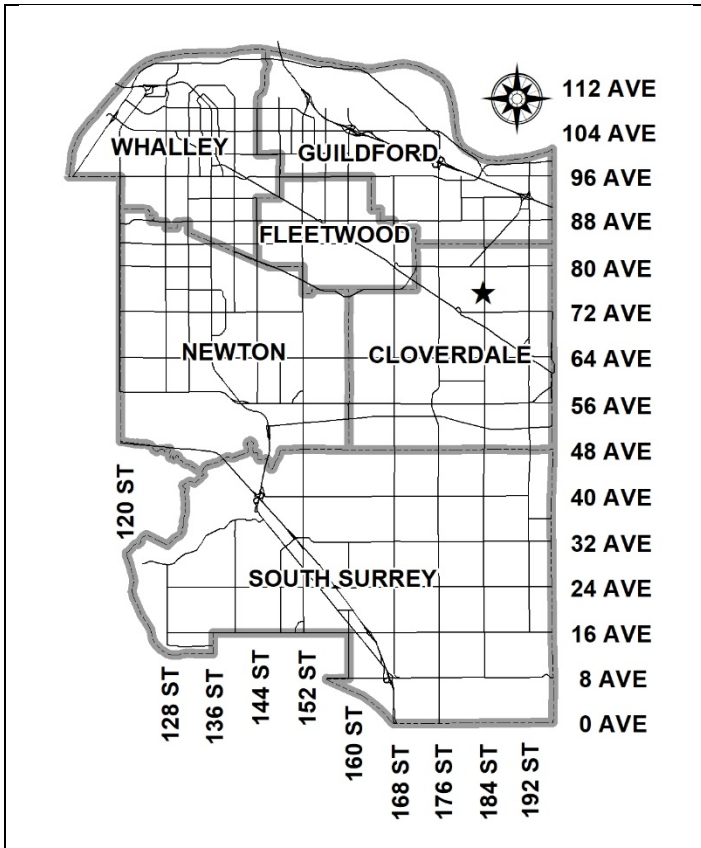 112 AVE
104 AVE
WHALLEY
GUILDFORD
96 AVE
88 AVE
FLEETWOOD
80 AVE
72 AVE
NEWTON
CLOVERDALE
64 AVE
56 AVE
48 AVE
120 ST
40 AVE
32 AVE
SOUTH SURREY
24 AVE
16 AVE
8 AVE
0 AVE
128 ST
136 ST
144 ST
152 ST
160 ST
168 ST
176 ST
184 ST
192 ST